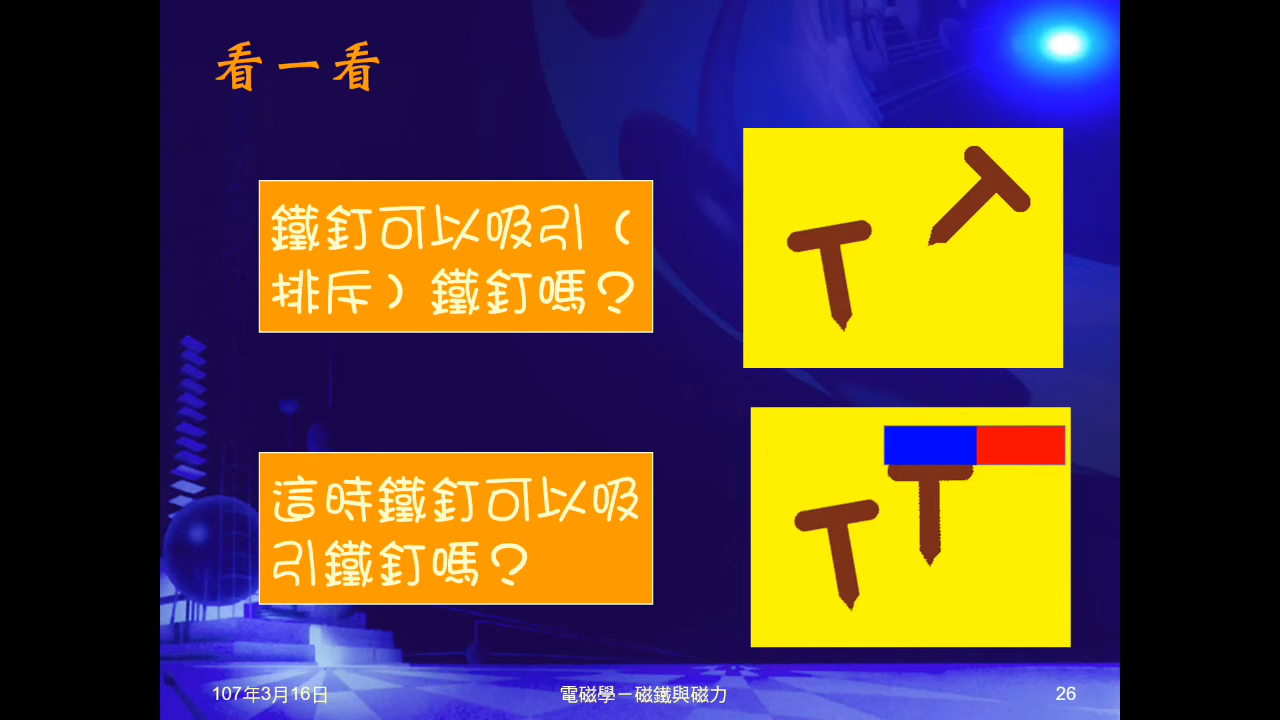 看一看
鐵釘可以吸引（
排斥）鐵釘嗎？
這時鐵釘可以吸
引鐵釘嗎？
107年3月16日
電磁學－磁鐵與磁力
26